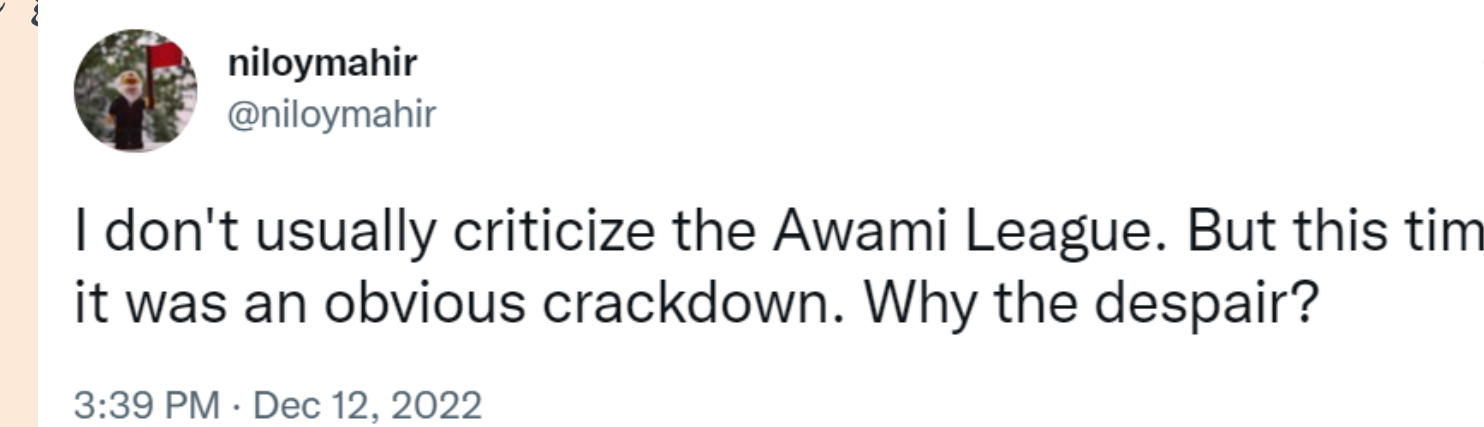 niloymahir
@niloymahir
I don't usually criticize the Awami League. But this tim
it was an obvious crackdown. Why the despair?
3:39 PM · Dec 12, 2022